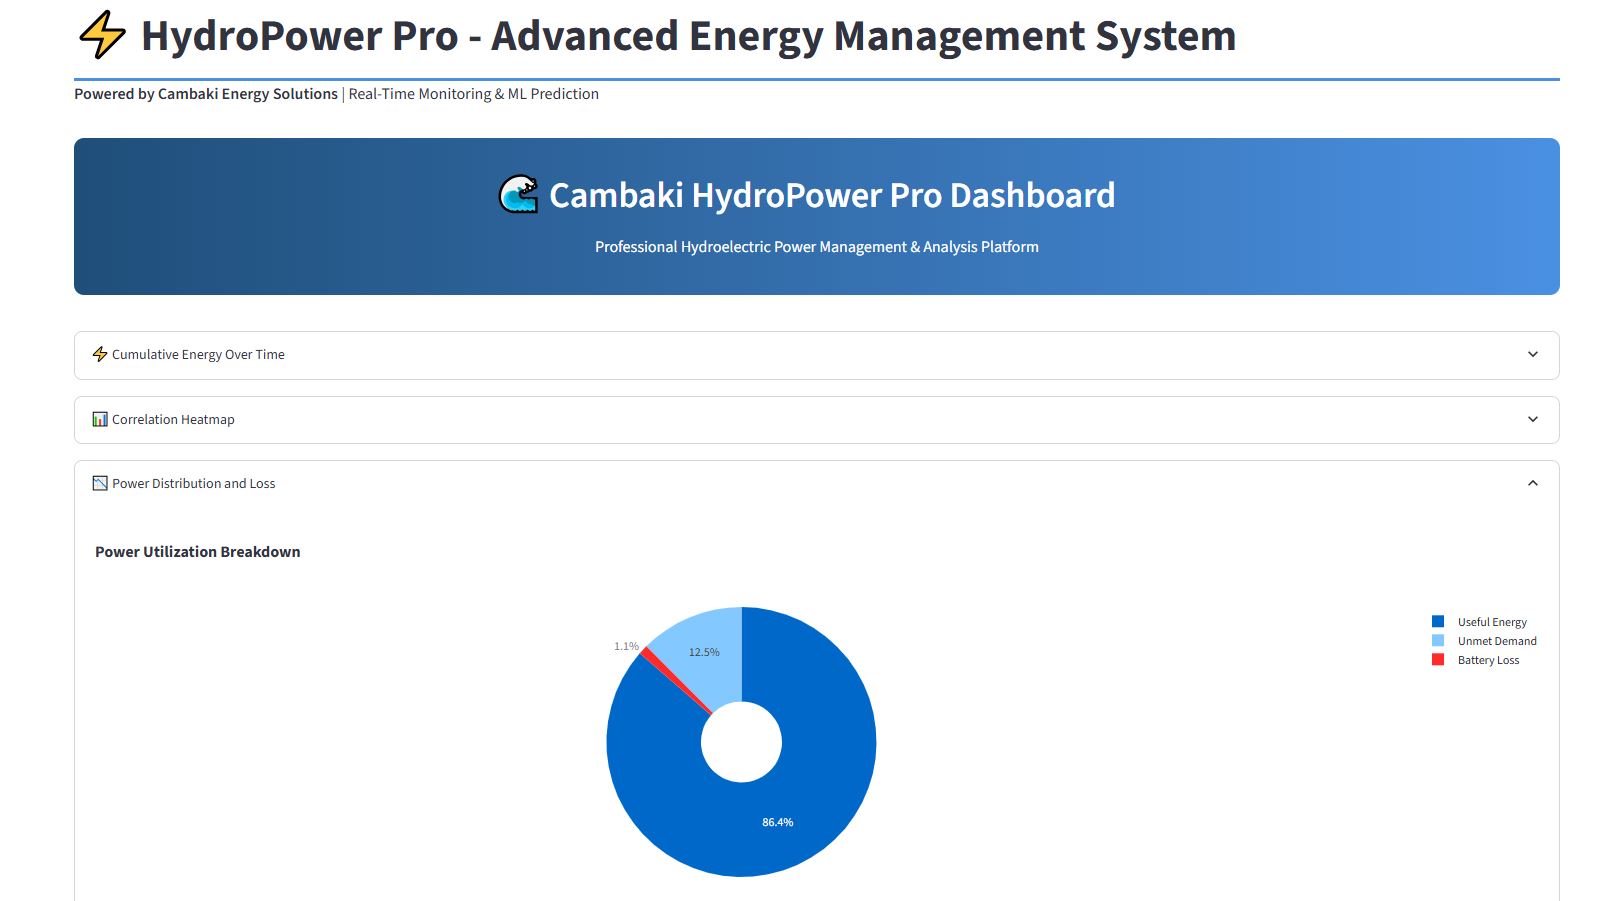 HydroPower Pro - Advanced Energy Management System
Powered by Cambaki Energy Solutions | Real-Time Monitoring & ML Prediction
Cambaki HydroPower Pro Dashboard
Professional Hydroelectric Power Management & Analysis Platform
Cumulative Energy Over Time
Correlation Heatmap
Power Distribution and Loss
Power Utilization Breakdown
Useful Energy
Unmet Demand
Battery Loss
1.1%
12.5%
86.4%